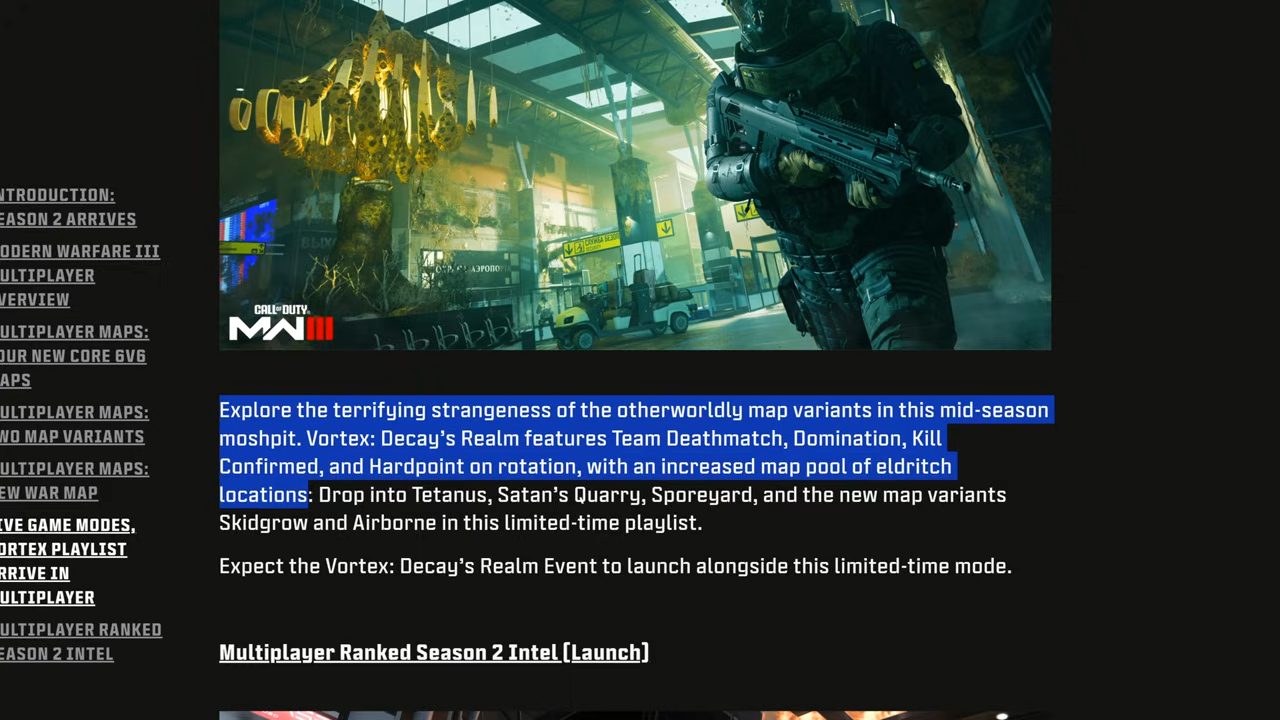 NTRODUCTION:
EASON 2 ARRIVES
ODERN WARFARE III
ULTIPLAYER
VERVIEW
ULTIPLAYER MAPS:
OUR NEW CORE 6V6
APS
ULTIPLAYER MAPS:
WO MAP VARIANTS
ULTIPLAYER MAPS:
EW WAR MAP
IVE GAME MODES,
ORTEX PLAYLIST
RRIVE IN
ULTIPLAYER
ULTIPLAYER RANKED
EASON 2 INTEL
СЛУЖБА БЕЗО
CALL OF DUTY
MWIII
Explore the terrifying strangeness of the otherworldly map variants in this mid-season
moshpit. Vortex: Decay's Realm features Team Deathmatch, Domination, Kill
Confirmed, and Hardpoint on rotation, with an increased map pool of eldritch
locations: Drop into Tetanus, Satan's Quarry, Sporeyard, and the new map variants
Skidgrow and Airborne in this limited-time playlist.
Expect the Vortex: Decay's Realm Event to launch alongside this limited-time mode.
Multiplayer Ranked Season 2 Intel (Launch)